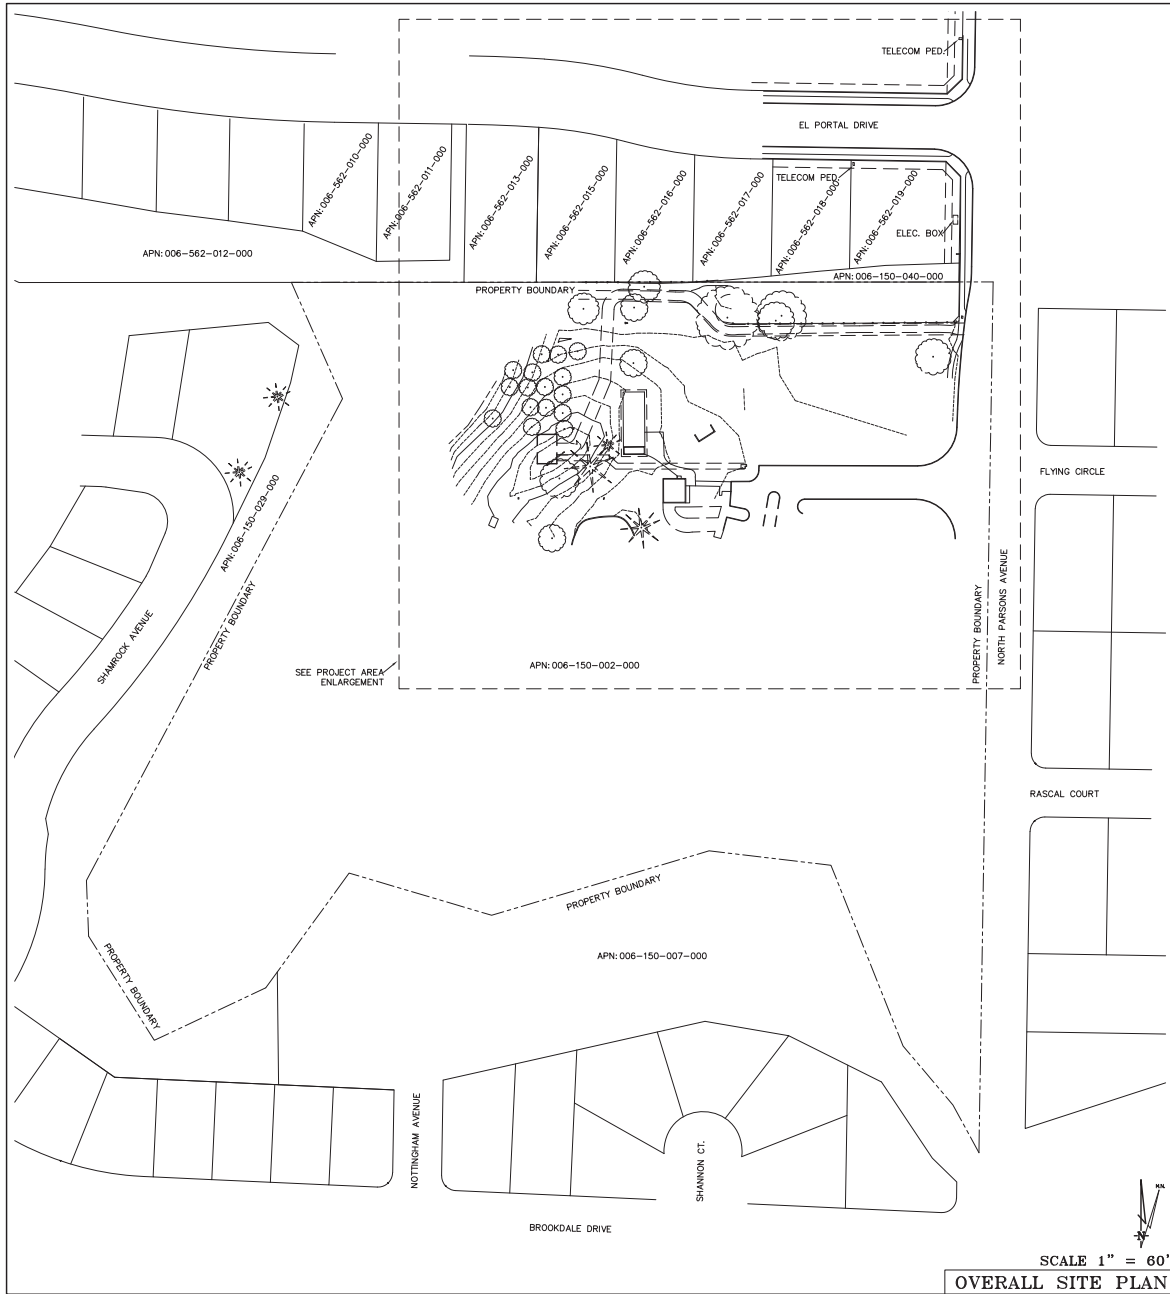 TELECOM PED.
EL PORTAL DRIVE
APN:006-562-010-000
APN:006-562-011-000
APN:006-562-013-000
APN:006-562-015-000
APN:006-562-016-000
APN:006-562-017-000
TELECOM PED.
APN:006-562-018-000
APN:006-562-019-000
ELEC. BOX
APN:006-562-012-000
APN:006-150-040-000
PROPERTY BOUNDARY
FLYING CIRCLE
APN:006-150-029-000
PROPERTY BOUNDARY
SHAMROCK AVENUE
PROPERTY BOUNDARY
NORTH PARSONS AVENUE
SEE PROJECT AREA
ENLARGEMENT
APN:006-150-002-000
RASCAL COURT
PROPERTY BOUNDARY
PROPERTY BOUNDARY
APN:006-150-007-000
NOTTINGHAM AVENUE
SHANNON CT.
BROOKDALE DRIVE
N
SCALE 1" = 60'
OVERALL SITE PLAN